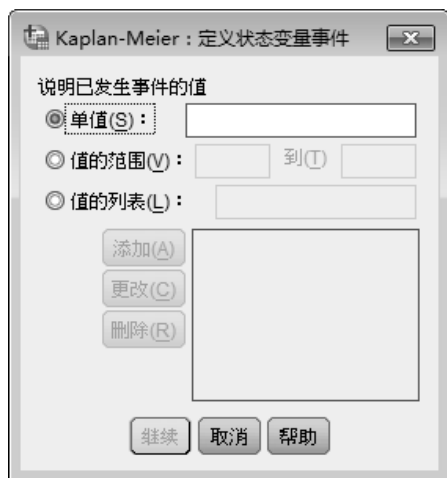 Kaplan-Meier：定义状态变量事件
说明已发生事件的值
单值(S)：
值的范围(V)： 到(T)
值的列表(L)：
添加(A)
更改(C)
删除(R)
继续 取消 帮助